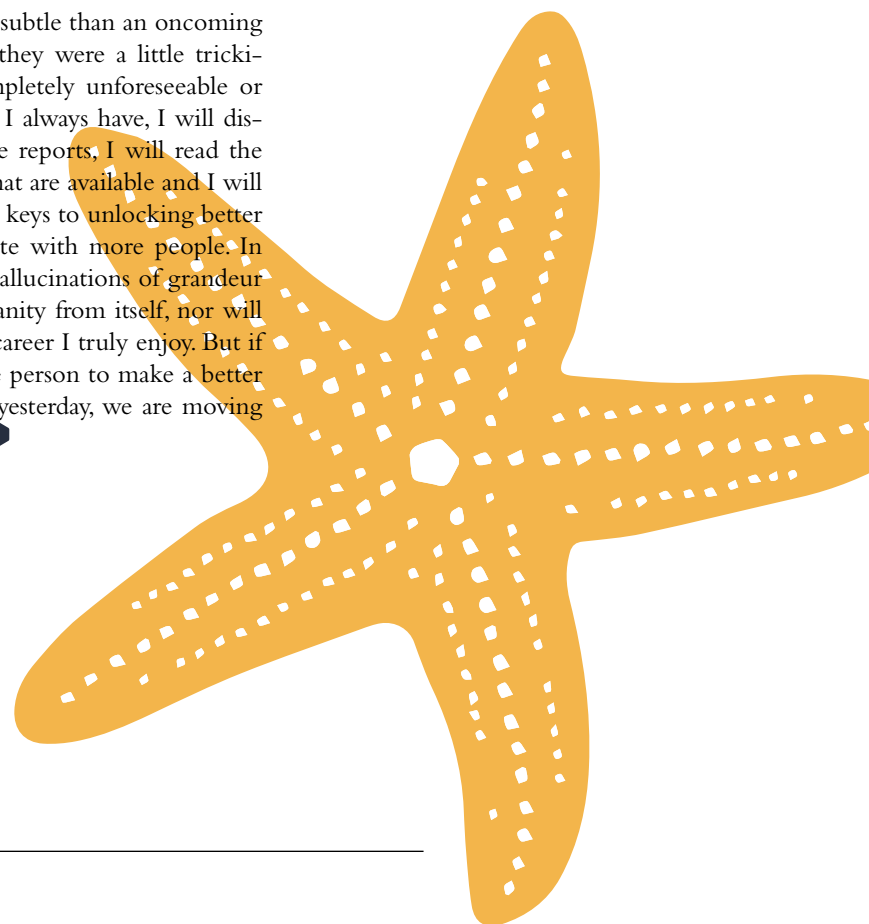 subtle than an oncoming
they were a little tricki-
pletely unforeseeable or
I always have, I will dis-
reports, I will read the
hat are available and I will
keys to unlocking better
te with more people. In
allucinations of grandeur
anity from itself, nor will
career I truly enjoy. But if
person to make a better
yesterday, we are moving